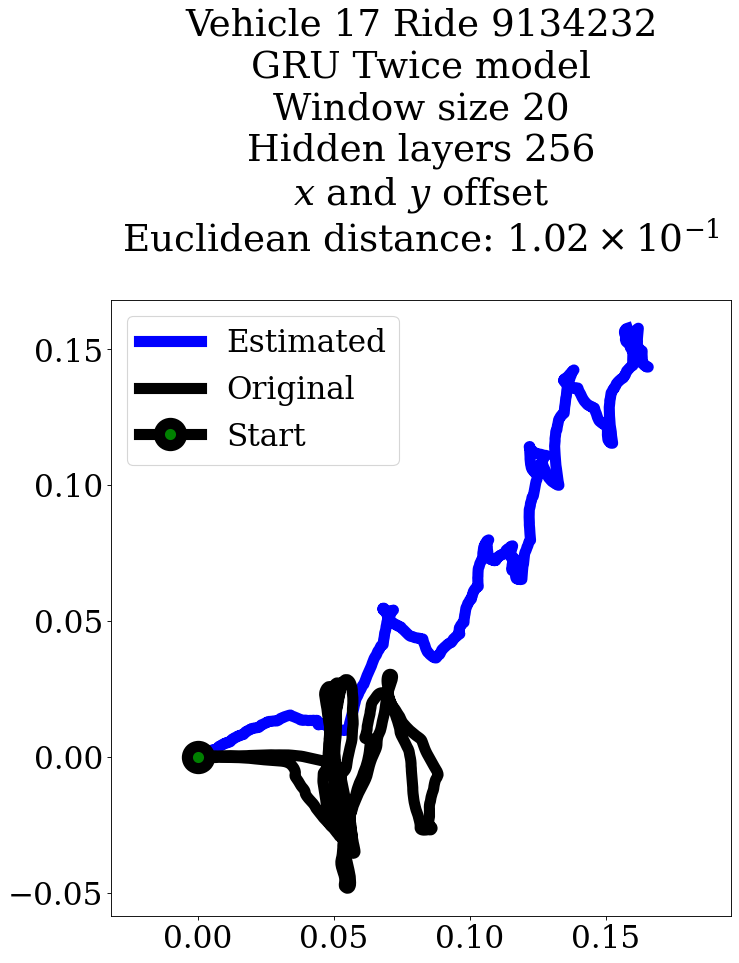 Vehicle 17 Ride 9134232
GRU Twice model
Window size 20
Hidden layers 256
x and y offset
Euclidean distance: 1.02 × 10⁻¹
Estimated
Original
Start
0.15
0.10
0.05
0.00
−0.05
0.00 0.05 0.10 0.15